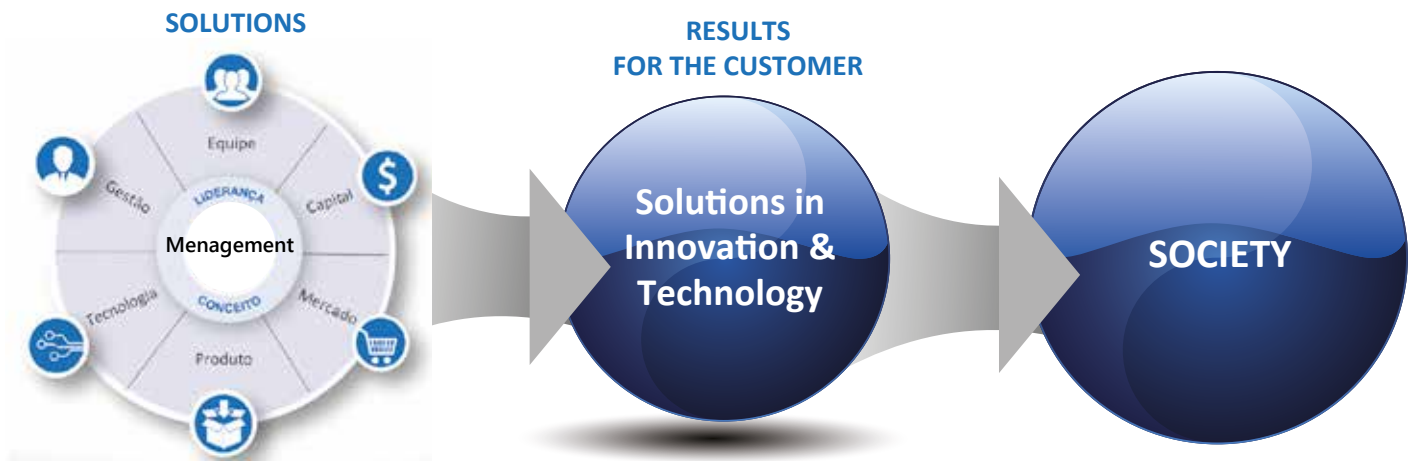 SOLUTIONS
Equipe
Gestão
Capital
LIDERANÇA
Menagement
CONCEITO
Tecnologia
Mercado
Produto
RESULTS
FOR THE CUSTOMER
Solutions in
Innovation &
Technology
SOCIETY